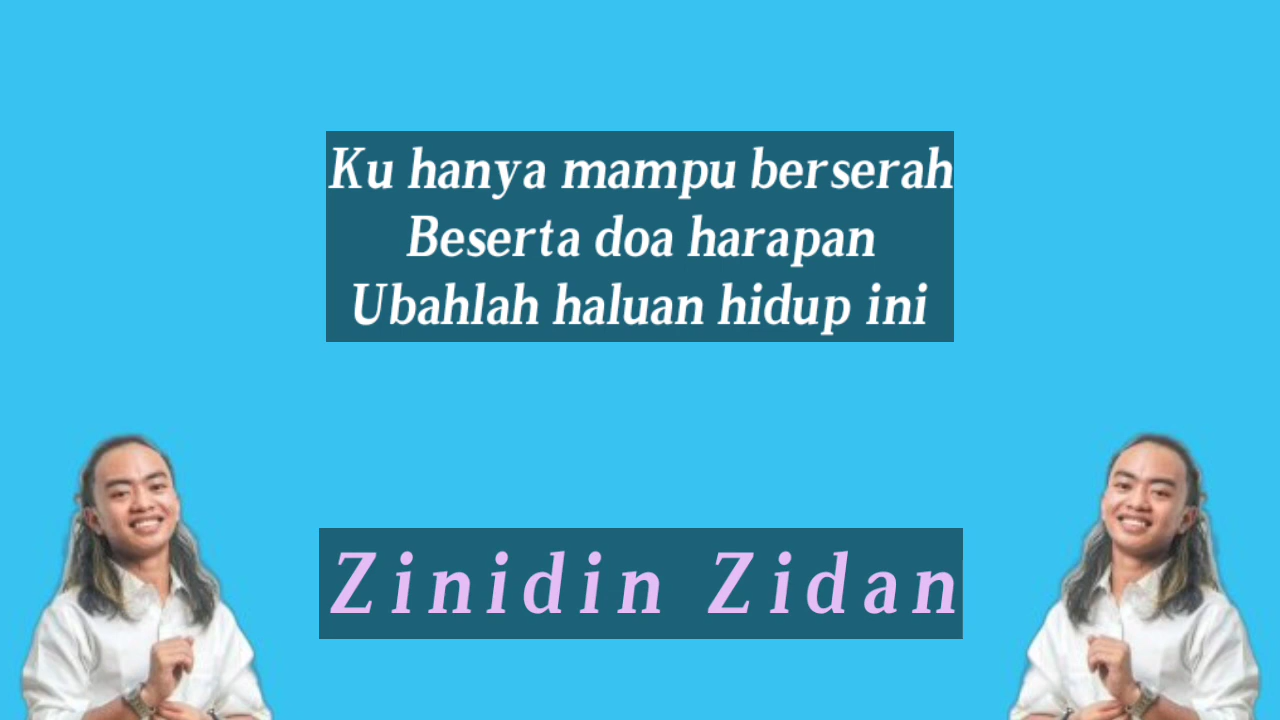 Ku hanya mampu berserah
Beserta doa harapan
Ubahlah haluan hidup ini
Zinidin Zidan